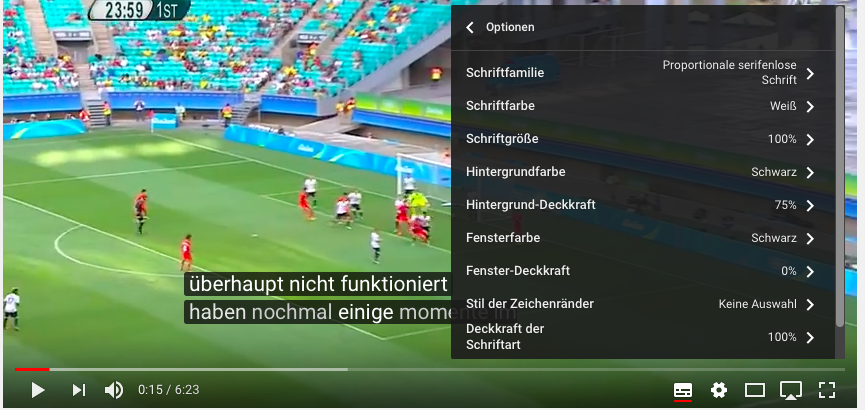 23:59 1ST
Optionen
Schriftfamilie Proportionale serifenlose Schrift
Schriftfarbe Weiß
Schriftgröße 100%
Hintergrundfarbe Schwarz
Hintergrund-Deckkraft 75%
Fensterfarbe Schwarz
Fenster-Deckkraft 0%
Stil der Zeichenränder Keine Auswahl
Deckkraft der Schriftart 100%
überhaupt nicht funktioniert
haben nochmal einige momente im
0:15 / 6:23